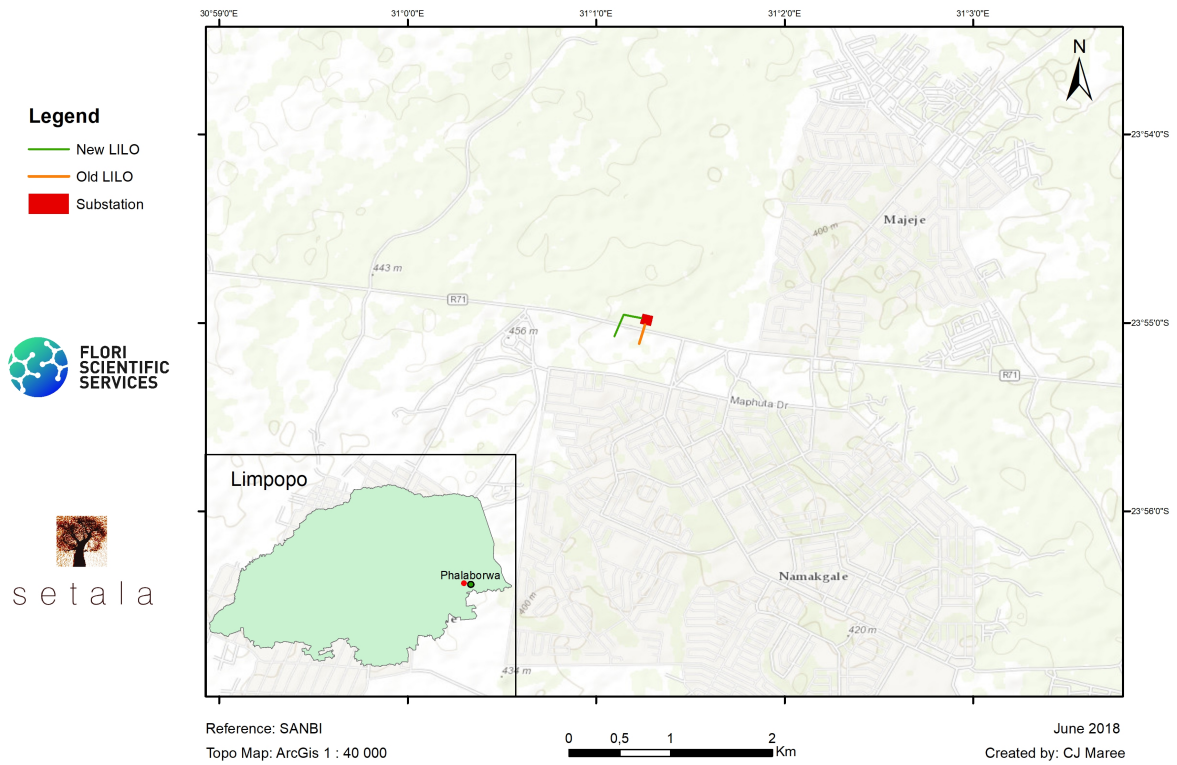 30°59'0"E
31°0'0"E
31°1'0"E
31°2'0"E
31°3'0"E
N
Legend
New LILO
Old LILO
Substation
23°54'0"S
Majeje
400 m
443 m
R71
456 m
23°55'0"S
FLORI
SCIENTIFIC
SERVICES
R71
Maphuta Dr
Limpopo
23°56'0"S
Phalaborwa
Namakgale
setala
400 m
420 m
434 m
Reference: SANBI
June 2018
0 0,5 1 2
Km
Topo Map: ArcGis 1 : 40 000
Created by: CJ Maree